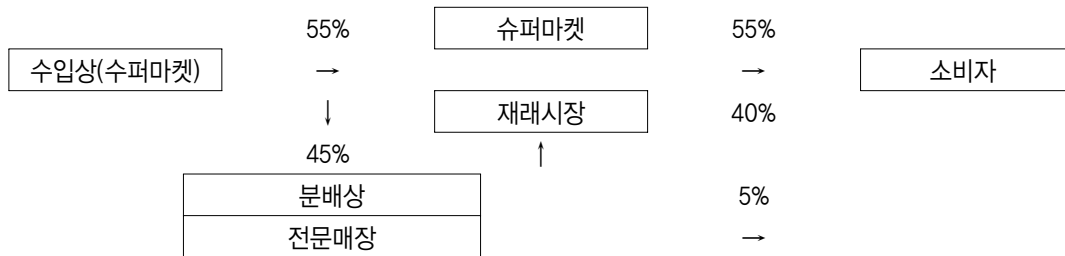 55% 슈퍼마켓 55%
수입상(수퍼마켓) → → 소비자
↓ 재래시장 40%
45% ↑
분배상 5%
전문매장 →